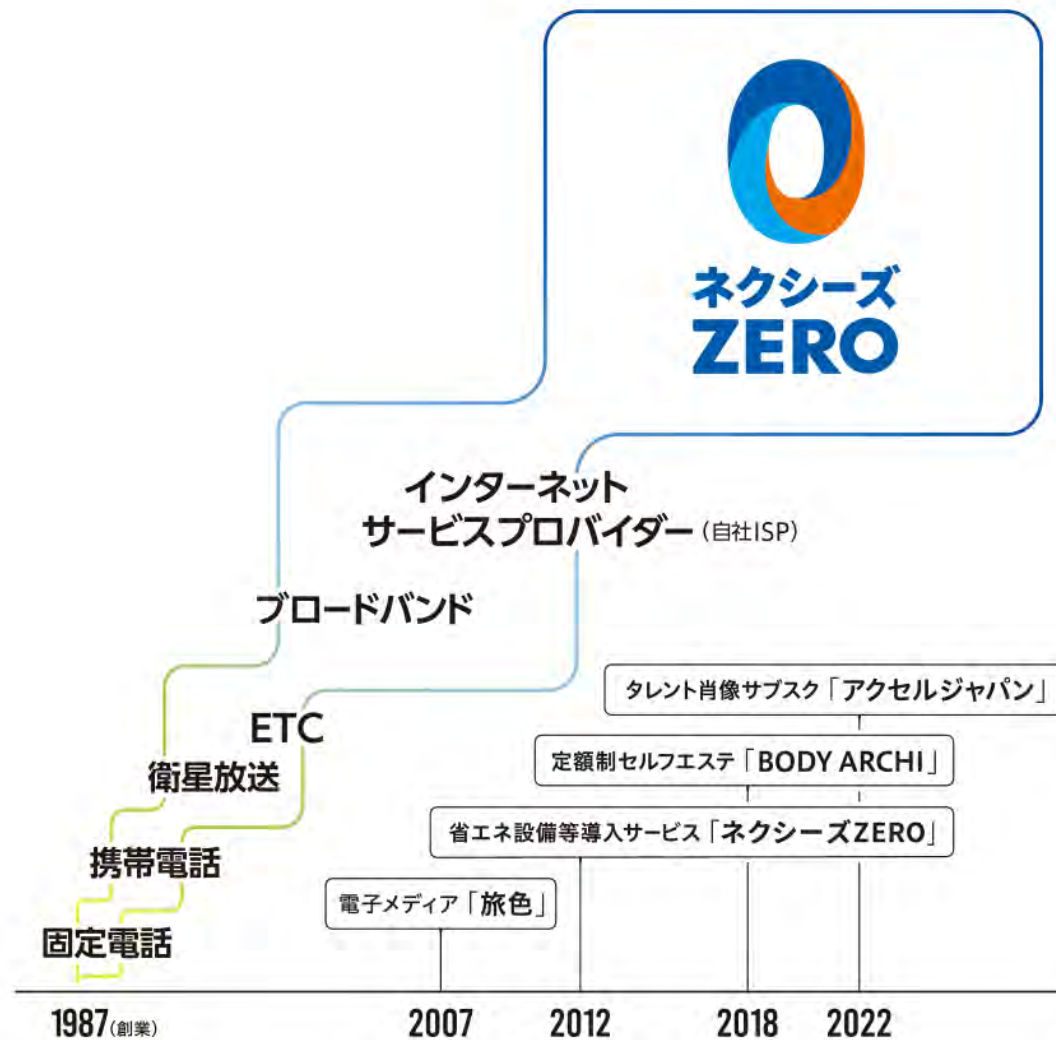 ネクシーズ
ZERO
インターネット
サービスプロバイダー(自社ISP)
ブロードバンド
ETC
衛星放送
携帯電話
固定電話
タレント肖像サブスク「アクセルジャパン」
定額制セルフエステ「BODY ARCHI」
省エネ設備等導入サービス「ネクシーズZERO」
電子メディア「旅色」
1987(創業) 2007 2012 2018 2022